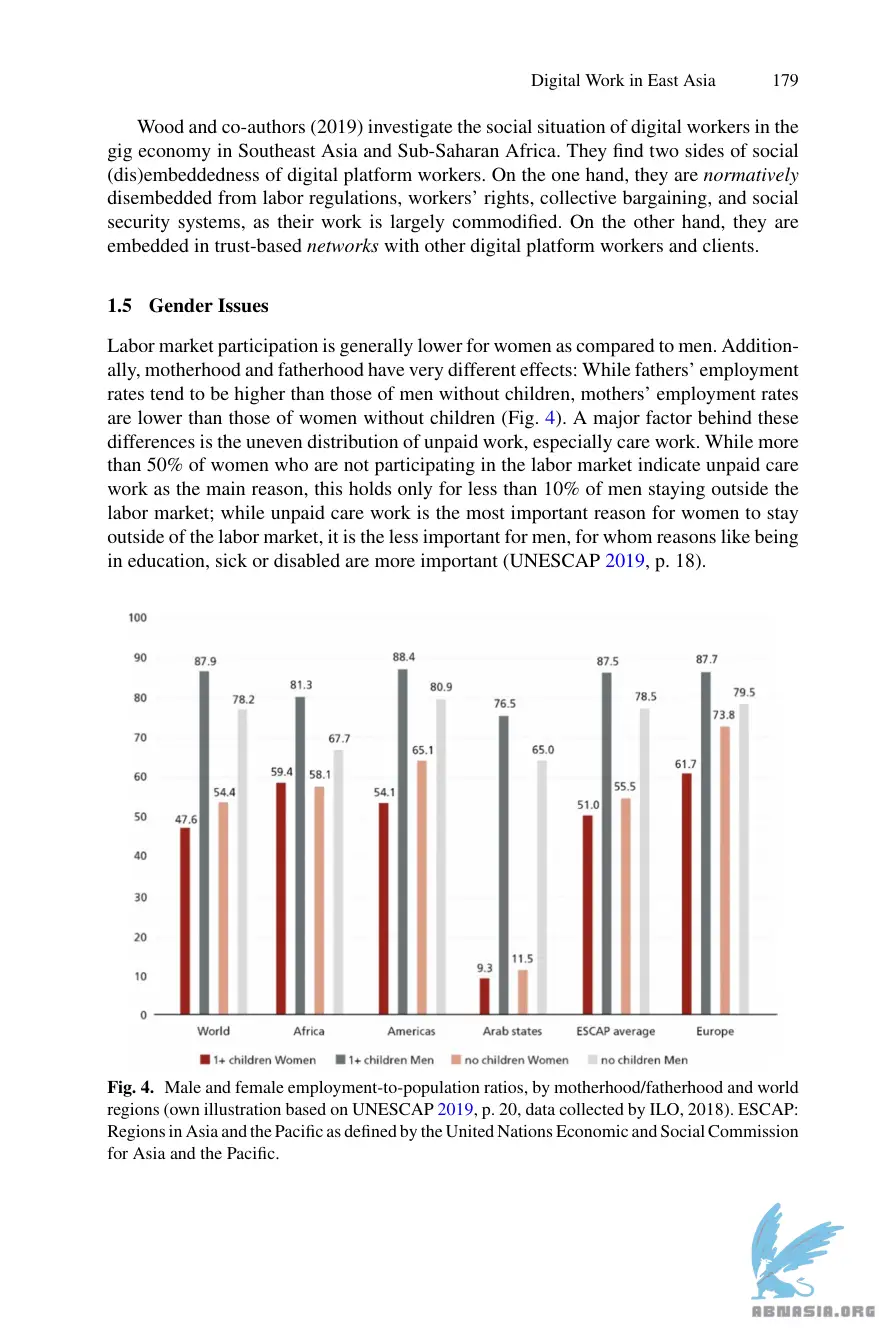 Digital Work in East Asia 179
Wood and co-authors (2019) investigate the social situation of digital workers in the
gig economy in Southeast Asia and Sub-Saharan Africa. They find two sides of social
(dis)embeddedness of digital platform workers. On the one hand, they are normatively
disembedded from labor regulations, workers' rights, collective bargaining, and social
security systems, as their work is largely commodified. On the other hand, they are
embedded in trust-based networks with other digital platform workers and clients.
1.5 Gender Issues
Labor market participation is generally lower for women as compared to men. Addition-
ally, motherhood and fatherhood have very different effects: While fathers' employment
rates tend to be higher than those of men without children, mothers' employment rates
are lower than those of women without children (Fig. 4). A major factor behind these
differences is the uneven distribution of unpaid work, especially care work. While more
than 50% of women who are not participating in the labor market indicate unpaid care
work as the main reason, this holds only for less than 10% of men staying outside the
labor market; while unpaid care work is the most important reason for women to stay
outside of the labor market, it is the less important for men, for whom reasons like being
in education, sick or disabled are more important (UNESCAP 2019, p. 18).
100
90
80
70
60
50
40
30
20
10
0
47.6 87.9 54.4 78.2
59.4 81.3 58.1 67.7
54.1 88.4 65.1 80.9
9.3 76.5 11.5 65.0
51.0 87.5 55.5 78.5
61.7 87.7 73.8 79.5
World Africa Americas Arab states ESCAP average Europe
1+ children Women 1+ children Men no children Women no children Men
Fig. 4. Male and female employment-to-population ratios, by motherhood/fatherhood and world
regions (own illustration based on UNESCAP 2019, p. 20, data collected by ILO, 2018). ESCAP:
Regions in Asia and the Pacific as defined by the United Nations Economic and Social Commission
for Asia and the Pacific.
ABNASIA.ORG